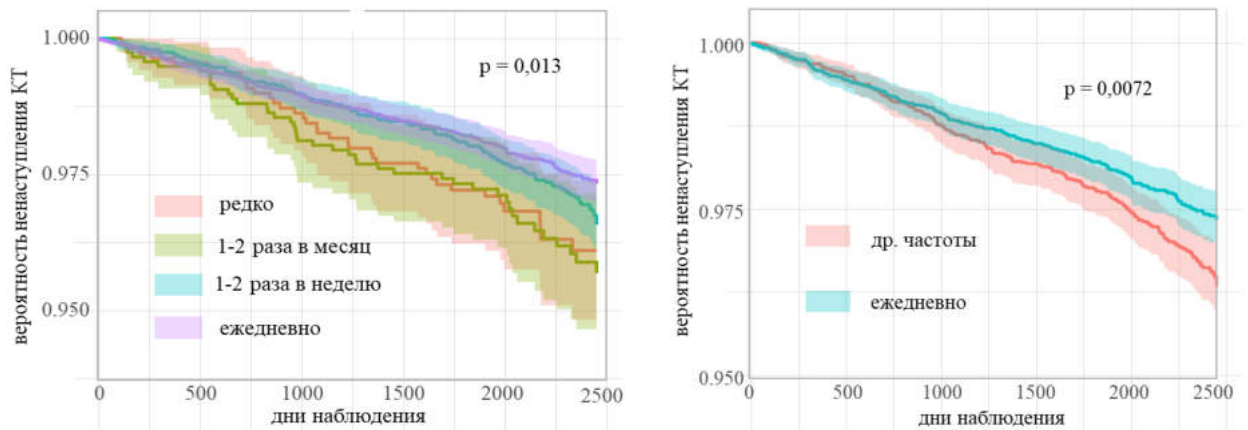 вероятность ненаступления КТ
1.000
0.975
0.950
p = 0,013
редко
1-2 раза в месяц
1-2 раза в неделю
ежедневно
0
500
1000
1500
2000
2500
дни наблюдения
вероятность ненаступления КТ
1.000
0.975
0.950
p = 0,0072
др. частоты
ежедневно
0
500
1000
1500
2000
2500
дни наблюдения